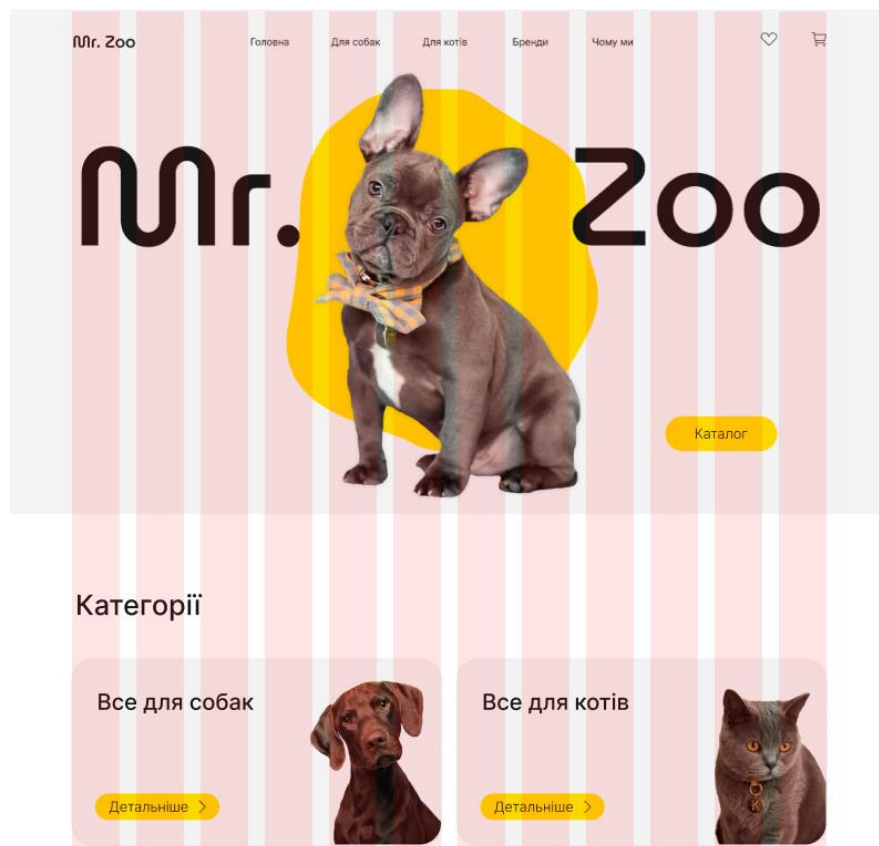 Mr. Zoo
Головна
Для собак
Для котів
Бренди
Чому ми
Mr. Zoo
Каталог
Категорії
Все для собак
Все для котів
Детальніше
Детальніше